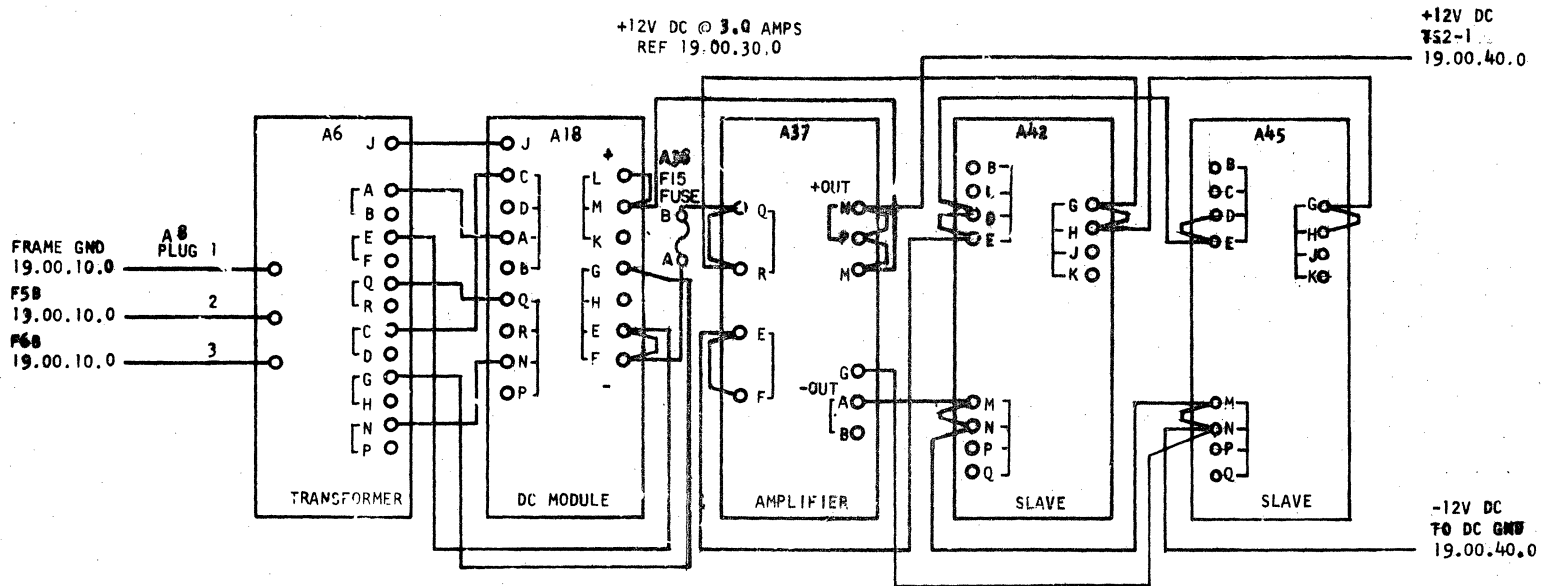 +12V DC @ 3.0 AMPS
REF 19.00.30.0
+12V DC
TS2-1
19.00.40.0
FRAME GND
19.00.10.0
A8
PLUG 1
F5B
19.00.10.0
2
F6B
19.00.10.0
3
A6
J
A
B
E
F
Q
R
C
D
G
H
N
P
TRANSFORMER
A18
J
C
D
A
B
Q
R
N
P
+
L
M
K
G
H
E
F
-
DC MODULE
F15
FUSE
B
A
A37
Q
R
E
F
+OUT
N
P
M
G
-OUT
A
B
AMPLIFIER
A42
B
D
E
G
H
J
K
M
N
P
Q
SLAVE
A45
B
C
D
E
G
H
J
K
M
N
P
Q
SLAVE
-12V DC
TO DC GND
19.00.40.0